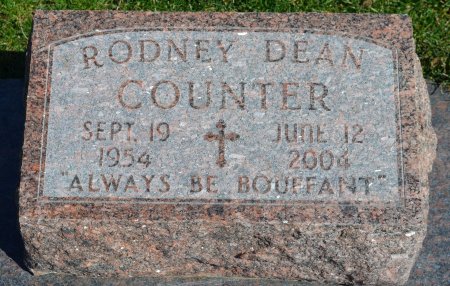 RODNEY DEAN
COUNTER
SEPT. 19 JUNE 12
1954 2004
"ALWAYS BE BOUFFANT"